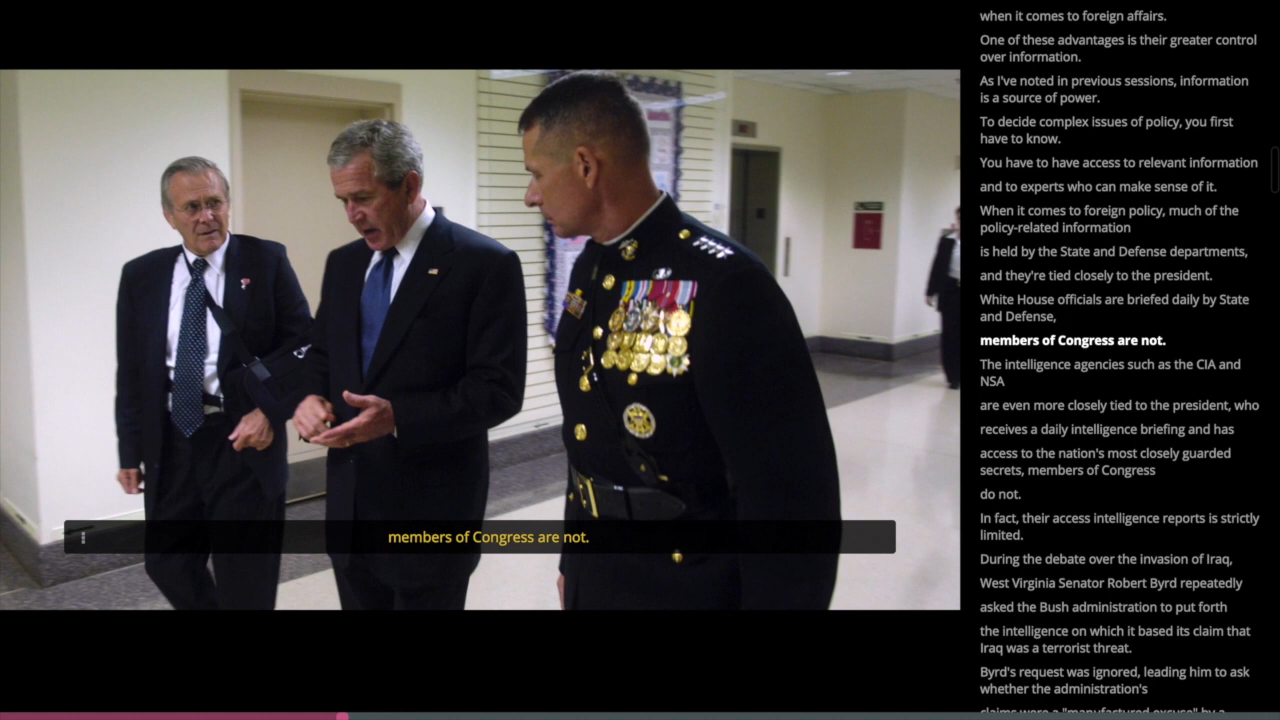 members of Congress are not.
when it comes to foreign affairs.
One of these advantages is their greater control
over information.
As I've noted in previous sessions, information
is a source of power.
To decide complex issues of policy, you first
have to know.
You have to have access to relevant information
and to experts who can make sense of it.
When it comes to foreign policy, much of the
policy-related information
is held by the State and Defense departments,
and they're tied closely to the president.
White House officials are briefed daily by State
and Defense,
members of Congress are not.
The intelligence agencies such as the CIA and
NSA
are even more closely tied to the president, who
receives a daily intelligence briefing and has
access to the nation's most closely guarded
secrets, members of Congress
do not.
In fact, their access intelligence reports is strictly
limited.
During the debate over the invasion of Iraq,
West Virginia Senator Robert Byrd repeatedly
asked the Bush administration to put forth
the intelligence on which it based its claim that
Iraq was a terrorist threat.
Byrd's request was ignored, leading him to ask
whether the administration's
claims were a "manufactured excuse" by a